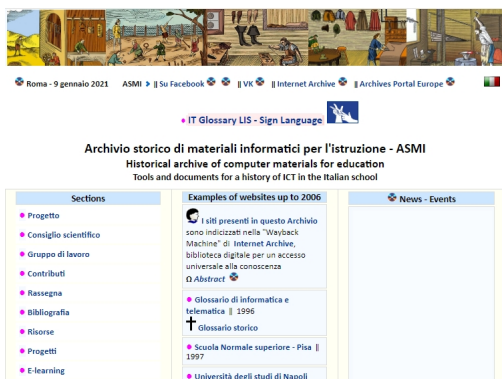 Roma - 9 gennaio 2021 ASMI || Su Facebook || VK || Internet Archive || Archives Portal Europe
• IT Glossary LIS - Sign Language
Archivio storico di materiali informatici per l'istruzione - ASMI
Historical archive of computer materials for education
Tools and documents for a history of ICT in the Italian school
Sections
• Progetto
• Consiglio scientifico
• Gruppo di lavoro
• Contributi
• Rassegna
• Bibliografia
• Risorse
• Progetti
• E-learning
Examples of websites up to 2006
I siti presenti in questo Archivio
sono indicizzati nella "Wayback
Machine" di Internet Archive,
biblioteca digitale per un accesso
universale alla conoscenza
Ω Abstract
• Glossario di informatica e
telematica || 1996
Glossario storico
• Scuola Normale superiore - Pisa ||
1997
• Università degli studi di Napoli
News - Events